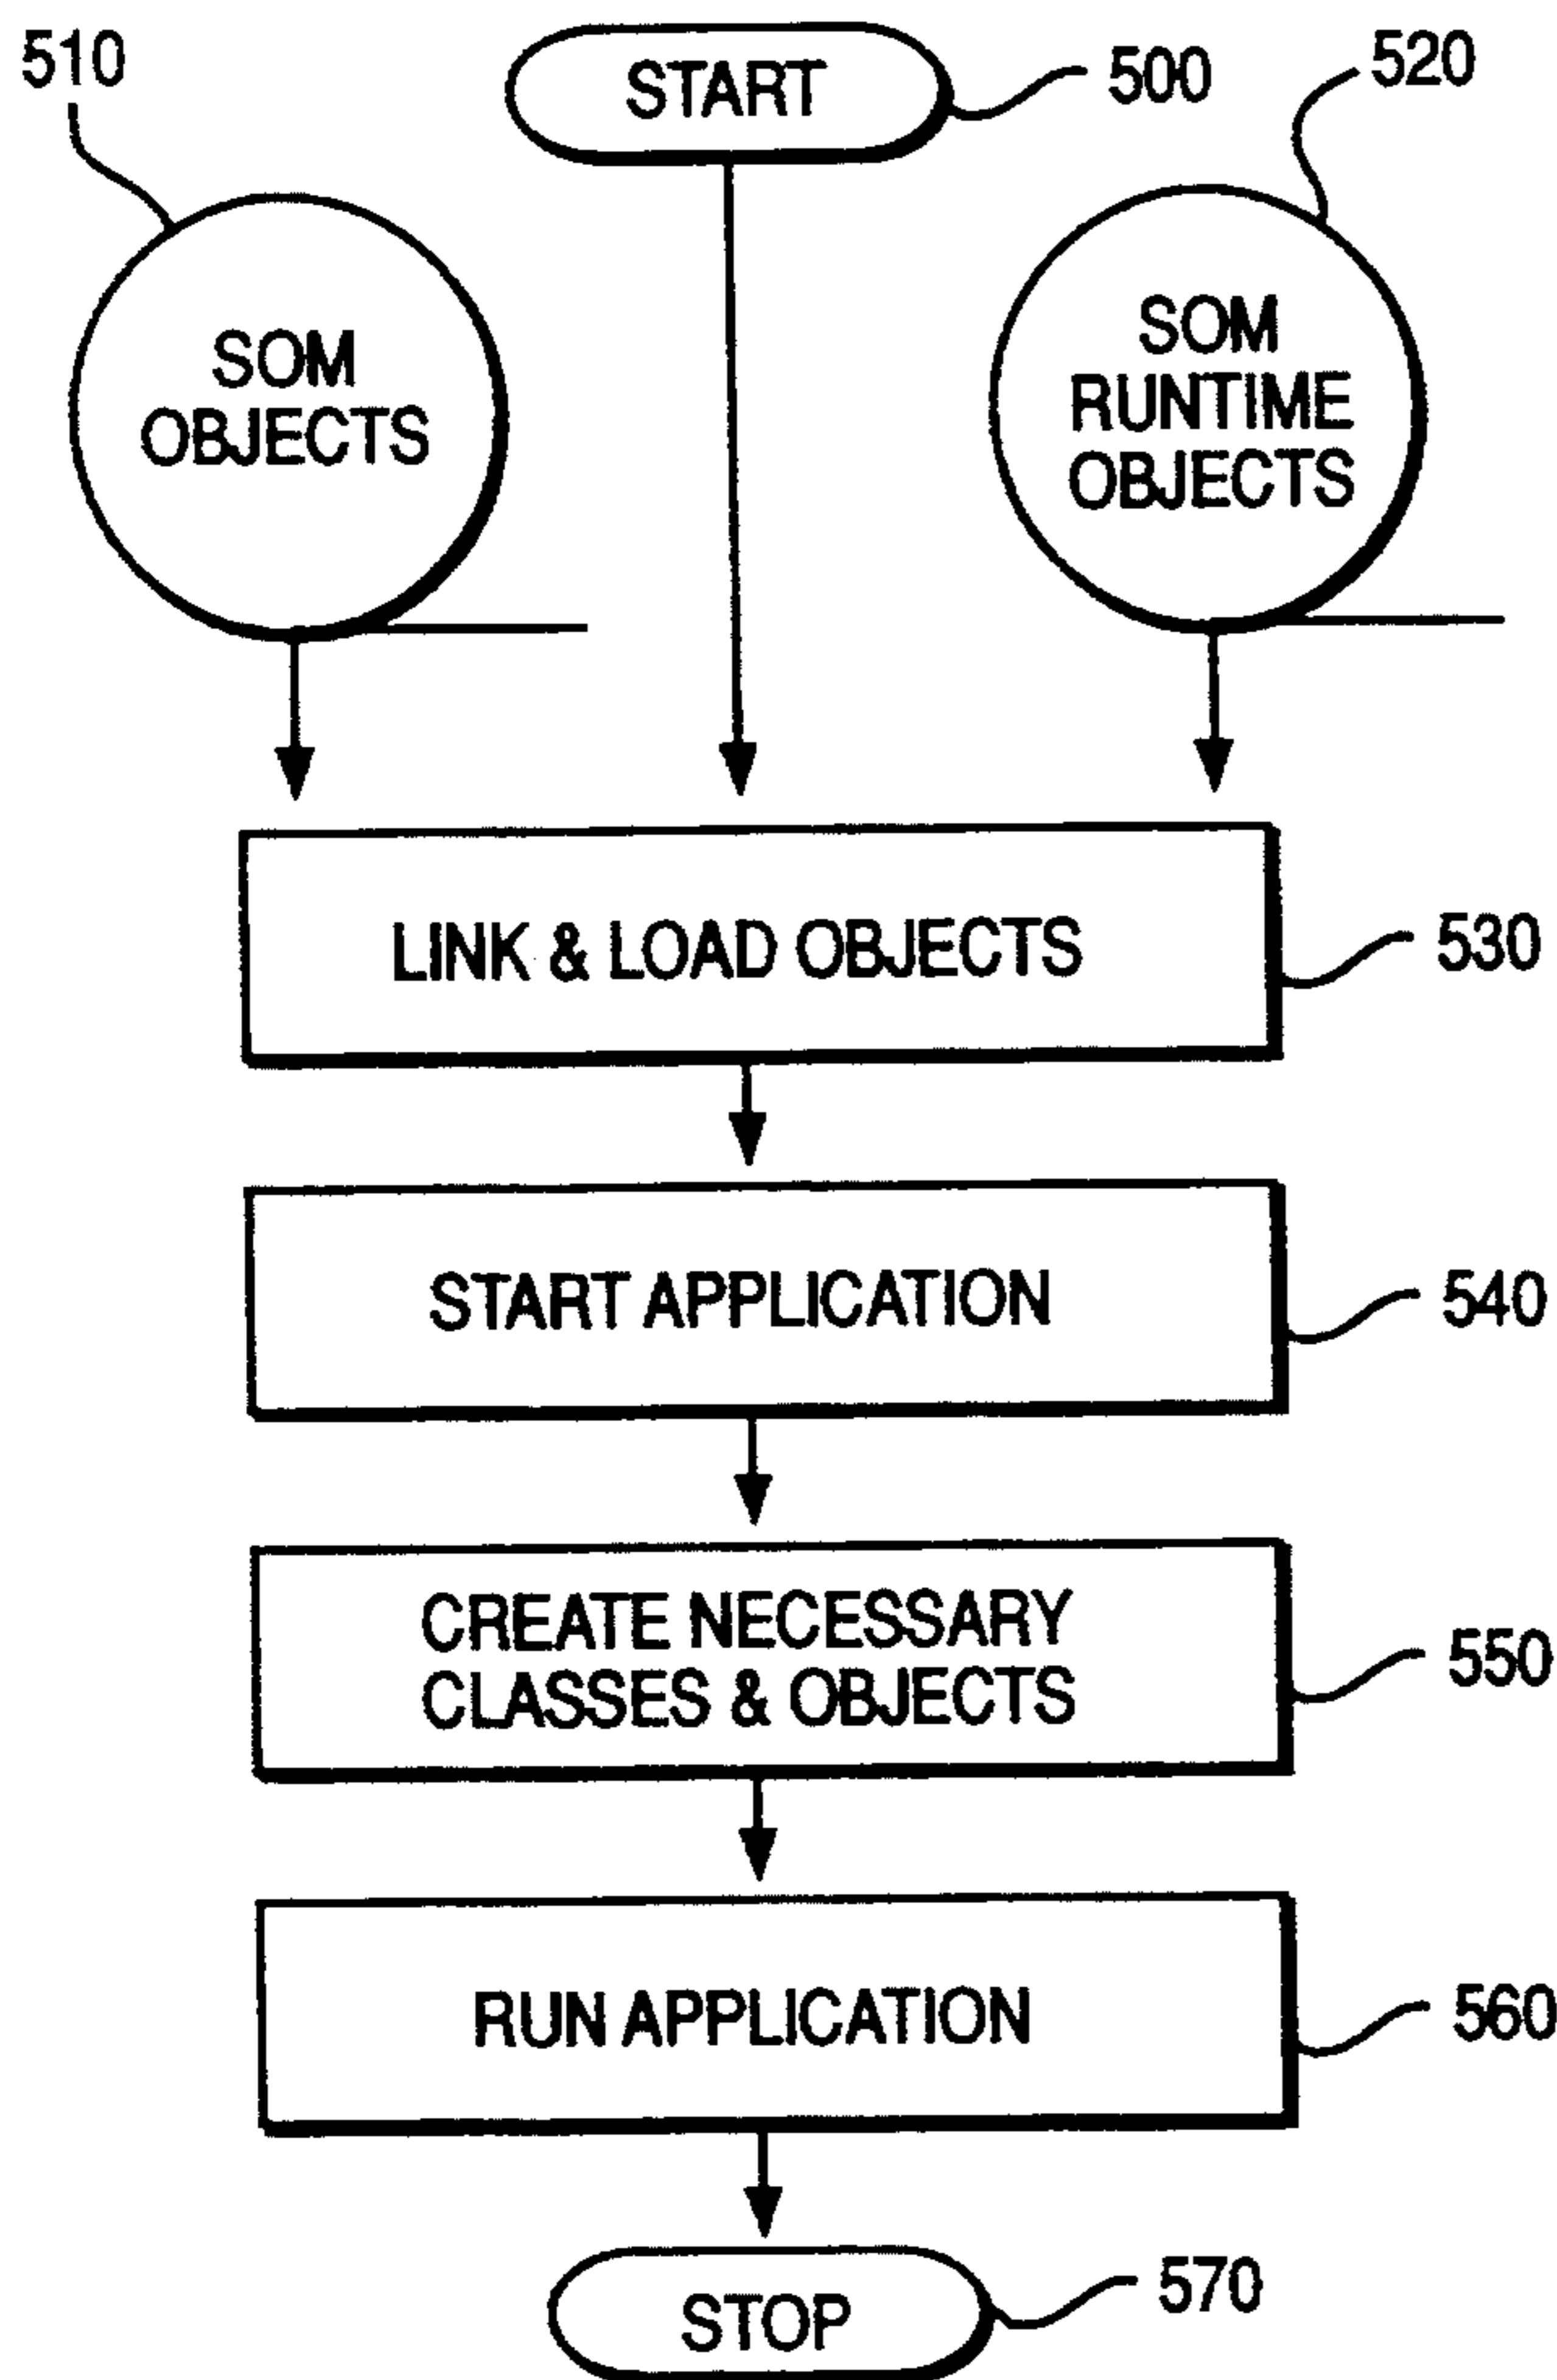 510
START
500
520
SOM
OBJECTS
SOM
RUNTIME
OBJECTS
LINK & LOAD OBJECTS
530
START APPLICATION
540
CREATE NECESSARY
CLASSES & OBJECTS
550
RUN APPLICATION
560
STOP
570